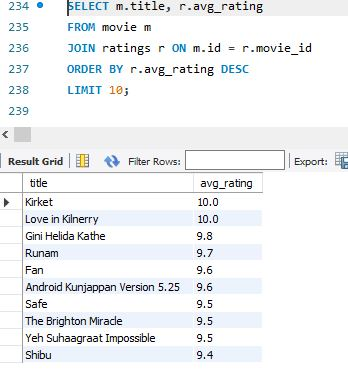 234 SELECT m.title, r.avg_rating
235 FROM movie m
236 JOIN ratings r ON m.id = r.movie_id
237 ORDER BY r.avg_rating DESC
238 LIMIT 10;
239
Result Grid Filter Rows: Export:
title avg_rating
Kirket 10.0
Love in Kilnerry 10.0
Gini Helida Kathe 9.8
Runam 9.7
Fan 9.6
Android Kunjappan Version 5.25 9.6
Safe 9.5
The Brighton Miracle 9.5
Yeh Suhaagraat Impossible 9.5
Shibu 9.4